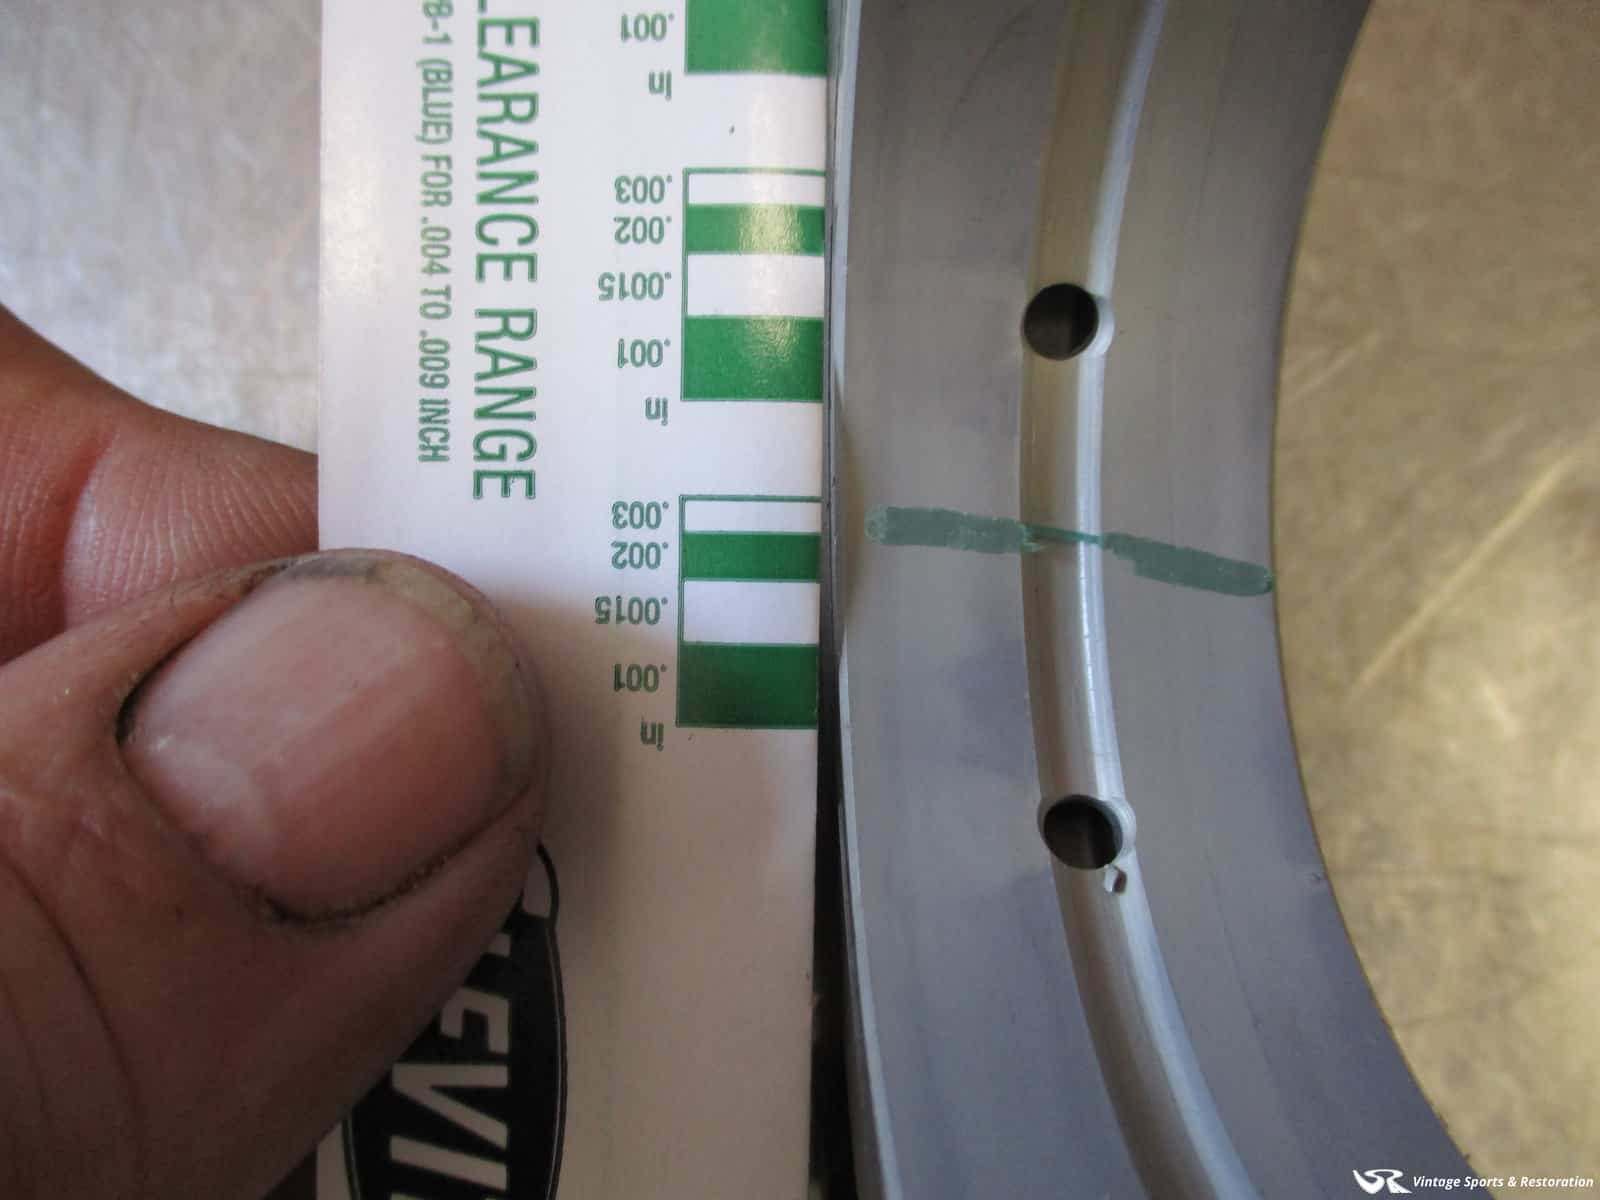 LEARANCE RANGE
B-1 (BLUE) FOR .004 TO .009 INCH
in
.001
.0015
.002
.003
in
.001
.0015
.002
.003
in
.001
LEVI
Vintage Sports & Restoration